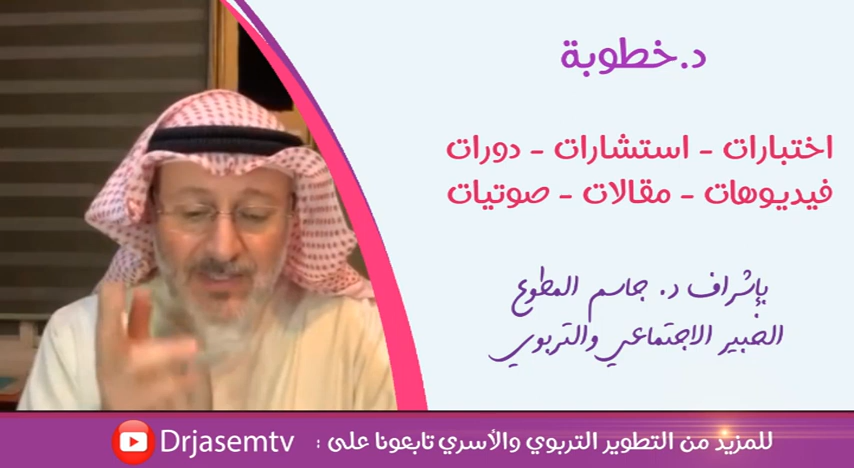 د.خطوبة
اختبارات - استشارات - دورات
فيديوهات - مقالات - صوتيات
بإشراف د. جاسم المطوع
الخبير الاجتماعي والتربوي
للمزيد من التطوير التربوي والأسري تابعونا على : Drjasemtv